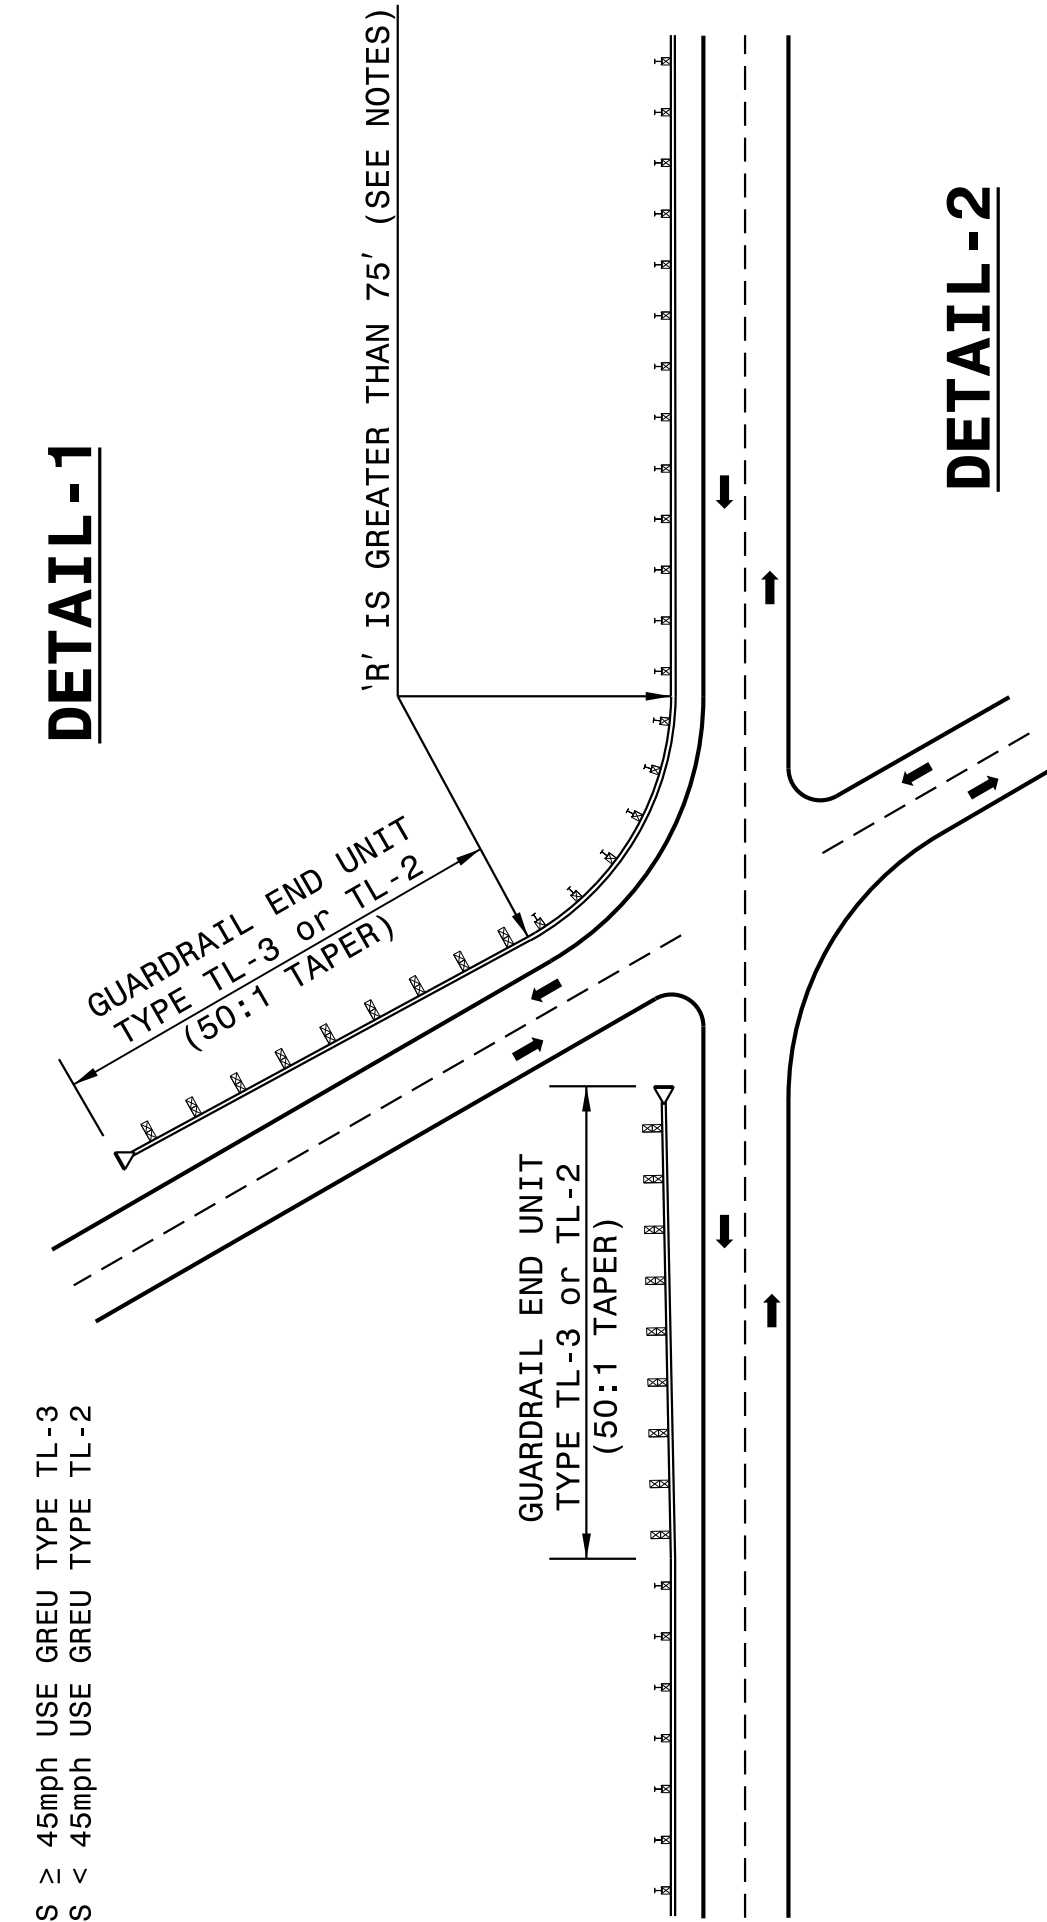 DETAIL-1
'R' IS GREATER THAN 75' (SEE NOTES)
GUARDRAIL END UNIT
TYPE TL-3 or TL-2
(50:1 TAPER)
S ≥ 45mph USE GREU TYPE TL-3
S < 45mph USE GREU TYPE TL-2
GUARDRAIL END UNIT
TYPE TL-3 or TL-2
(50:1 TAPER)
DETAIL-2